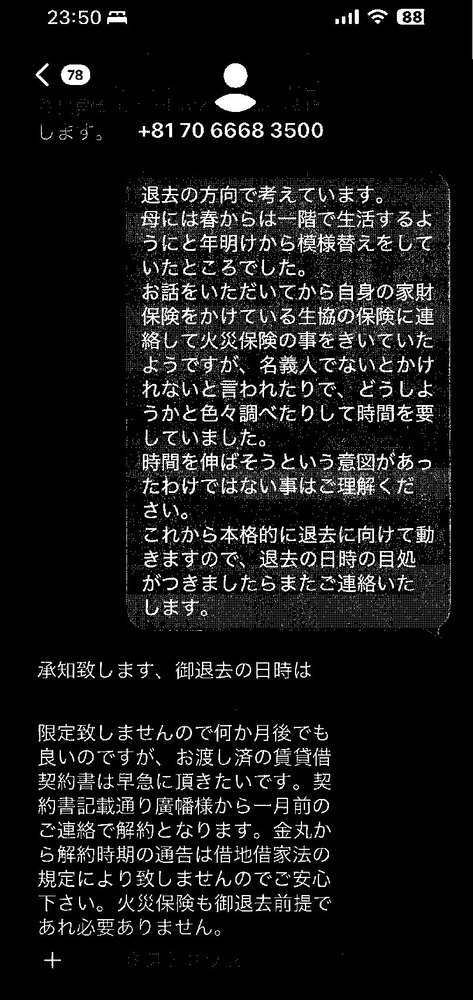 23:50
88
78
します。
+81 70 6668 3500
退去の方向で考えています。
母には春からは一階で生活するよ
うにと年明けから模様替えをして
いたところでした。
お話をいただいてから自身の家財
保険をかけている生協の保険に連
絡して火災保険の事をきいていた
ようですが、名義人でないとかけ
れないと言われたりで、どうしよ
うかと色々調べたりして時間を要
していました。
時間を伸ばそうという意図があっ
たわけではない事はご理解くだ
さい。
これから本格的に退去に向けて動
きますので、退去の日時の目処
がつきましたらまたご連絡いた
します。
承知致します、御退去の日時は
限定致しませんので何か月後でも
良いのですが、お渡し済の賃貸借
契約書は早急に頂きたいです。契
約書記載通り廣幡様から一月前の
ご連絡で解約となります。金丸か
ら解約時期の通告は借地借家法の
規定により致しませんのでご安心
下さい。火災保険も御退去前提で
あれ必要ありません。